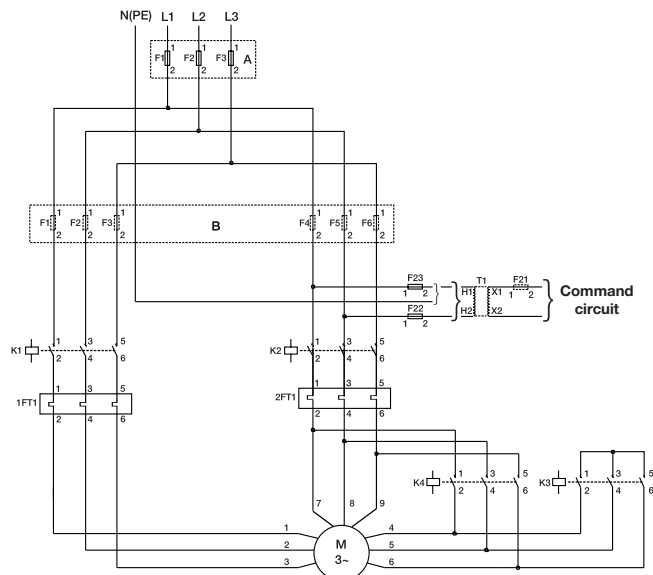 N(PE) L1 L2 L3
1 1 1
F1 F2 F3 A
2 2 2
1 1 1 1 1 1
F1 F2 F3 B F4 F5 F6
2 2 2 2 2 2
F23 T1 F21
1 2 H1 X1 1 2
Command
circuit
F22 H2 X2
1 2
1 3 5 1 3 5
K1 K2
2 4 6 2 4 6
1 3 5 1 3 5
1FT1 2FT1
2 4 6 2 4 6
1 3 5 1 3 5
K4 K3
2 4 6 2 4 6
7 8 9
1 4
M
2 5
3~
3 6